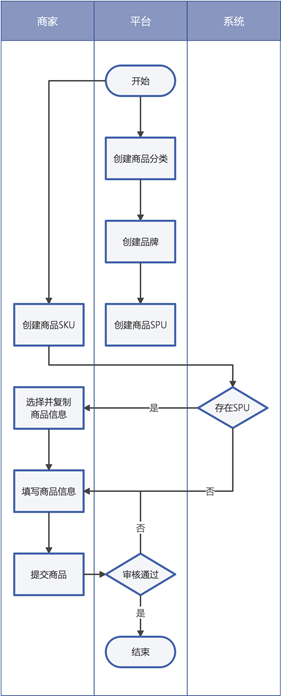 商家
平台
系统
开始
创建商品分类
创建品牌
创建商品SKU
创建商品SPU
选择并复制
商品信息
是
存在SPU
填写商品信息
否
否
提交商品
审核通过
是
结束